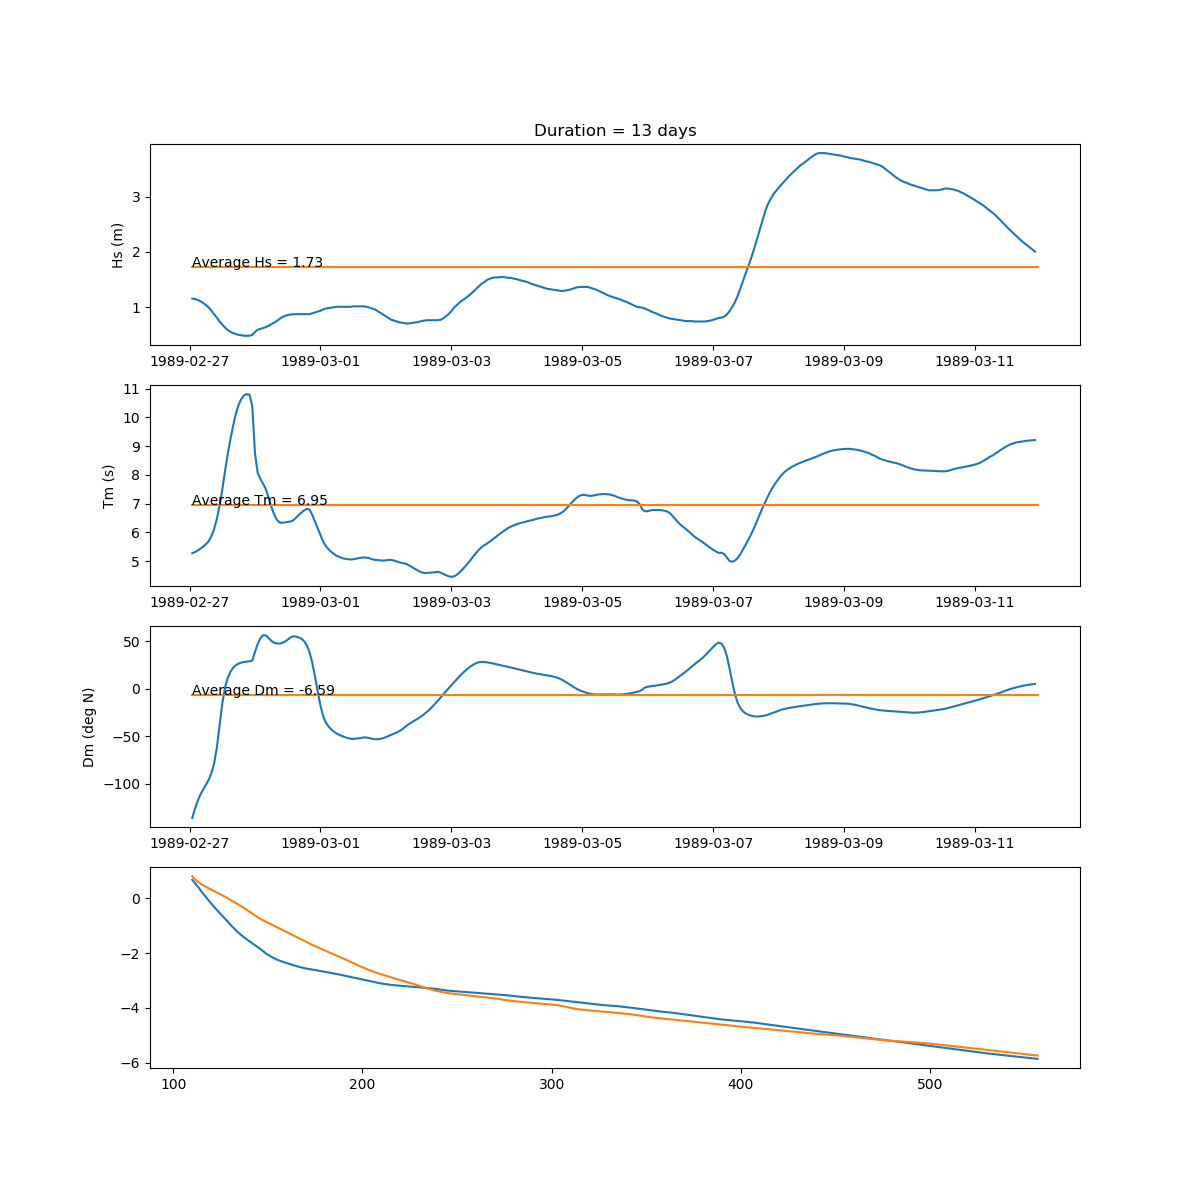 Duration = 13 days
3
2
1
Hs (m)
Average Hs = 1.73
1989-02-27 1989-03-01 1989-03-03 1989-03-05 1989-03-07 1989-03-09 1989-03-11
11
10
9
8
7
6
5
Tm (s)
Average Tm = 6.95
1989-02-27 1989-03-01 1989-03-03 1989-03-05 1989-03-07 1989-03-09 1989-03-11
50
0
−50
−100
Dm (deg N)
Average Dm = -6.59
1989-02-27 1989-03-01 1989-03-03 1989-03-05 1989-03-07 1989-03-09 1989-03-11
0
−2
−4
−6
100 200 300 400 500